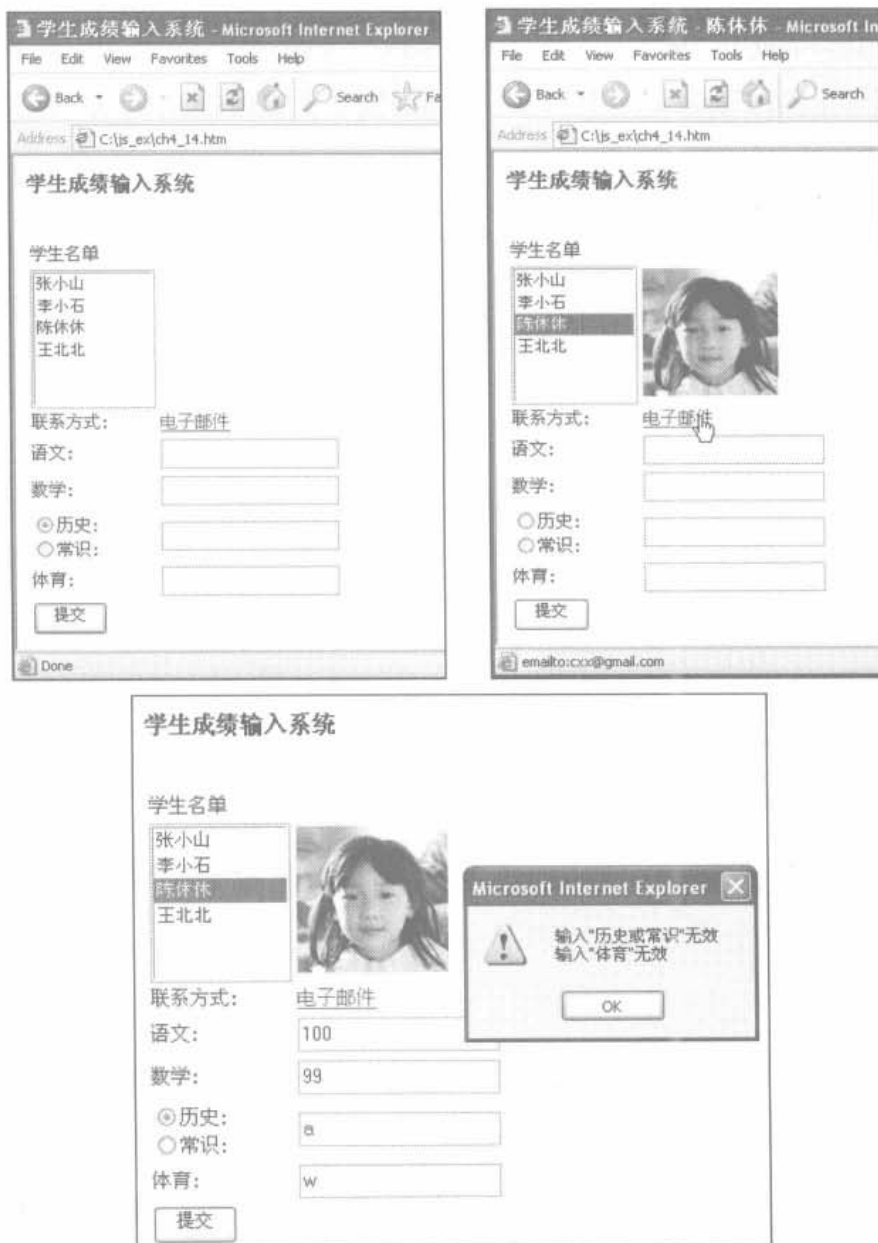 学生成绩输入系统 - Microsoft Internet Explorer
File Edit View Favorites Tools Help
Back Search Fa
Address C:\js_ex\ch4_14.htm
学生成绩输入系统
学生名单
张小山
李小石
陈休休
王北北
联系方式: 电子邮件
语文:
数学:
历史:
常识:
体育:
提交
Done
学生成绩输入系统 - 陈休休 - Microsoft In
File Edit View Favorites Tools Help
Back Search
Address C:\js_ex\ch4_14.htm
学生成绩输入系统
学生名单
张小山
李小石
陈休休
王北北
联系方式: 电子邮件
语文:
数学:
历史:
常识:
体育:
提交
emailto:cxx@gmail.com
学生成绩输入系统
学生名单
张小山
李小石
陈休休
王北北
联系方式: 电子邮件
语文: 100
数学: 99
历史:
常识:
a
体育: w
提交
Microsoft Internet Explorer
输入"历史或常识"无效
输入"体育"无效
OK